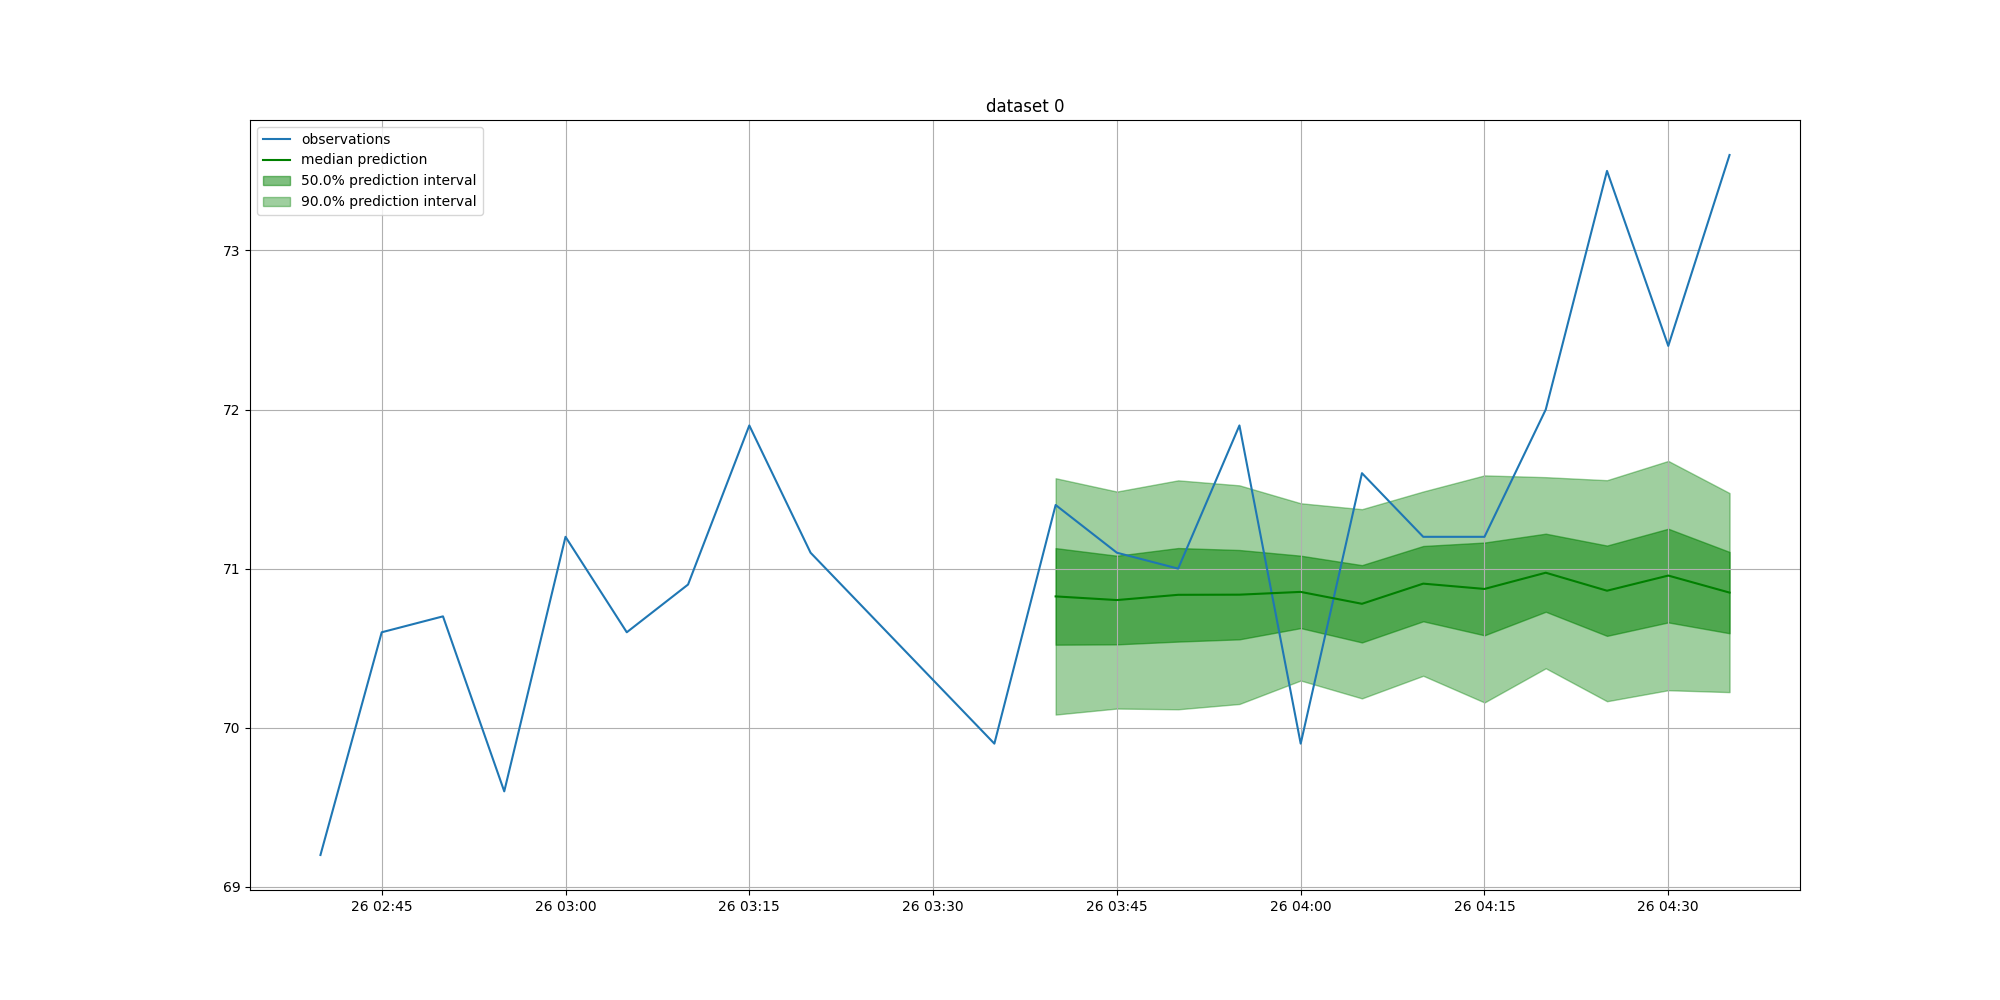 dataset 0
observations
median prediction
50.0% prediction interval
90.0% prediction interval
73
72
71
70
69
26 02:45 26 03:00 26 03:15 26 03:30 26 03:45 26 04:00 26 04:15 26 04:30